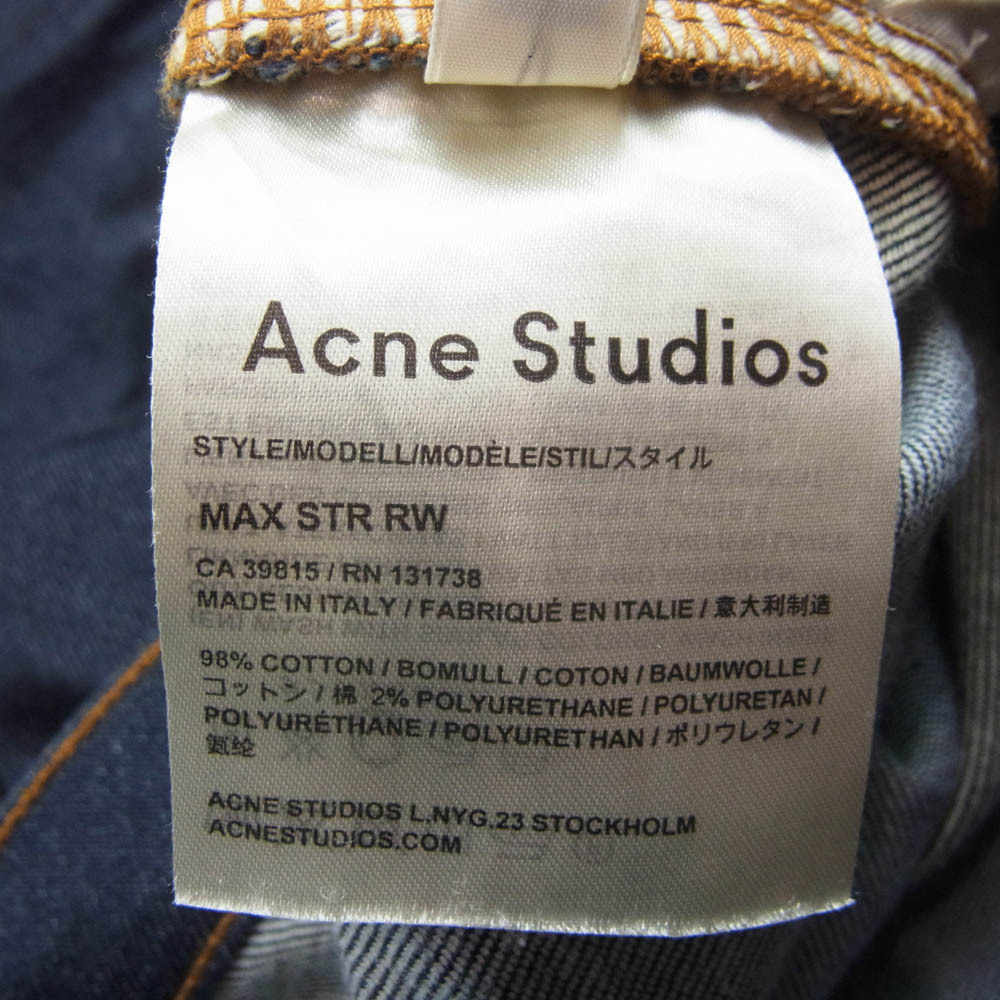 Acne Studios
STYLE/MODELL/MODÈLE/STIL/スタイル
MAX STR RW
CA 39815 / RN 131738
MADE IN ITALY / FABRIQUÉ EN ITALIE / 意大利制造
98% COTTON / BOMULL / COTON / BAUMWOLLE /
コットン / 棉 2% POLYURETHANE / POLYURETAN /
POLYURÉTHANE / POLYURETHAN / ポリウレタン /
氨纶
ACNE STUDIOS L.NYG.23 STOCKHOLM
ACNESTUDIOS.COM